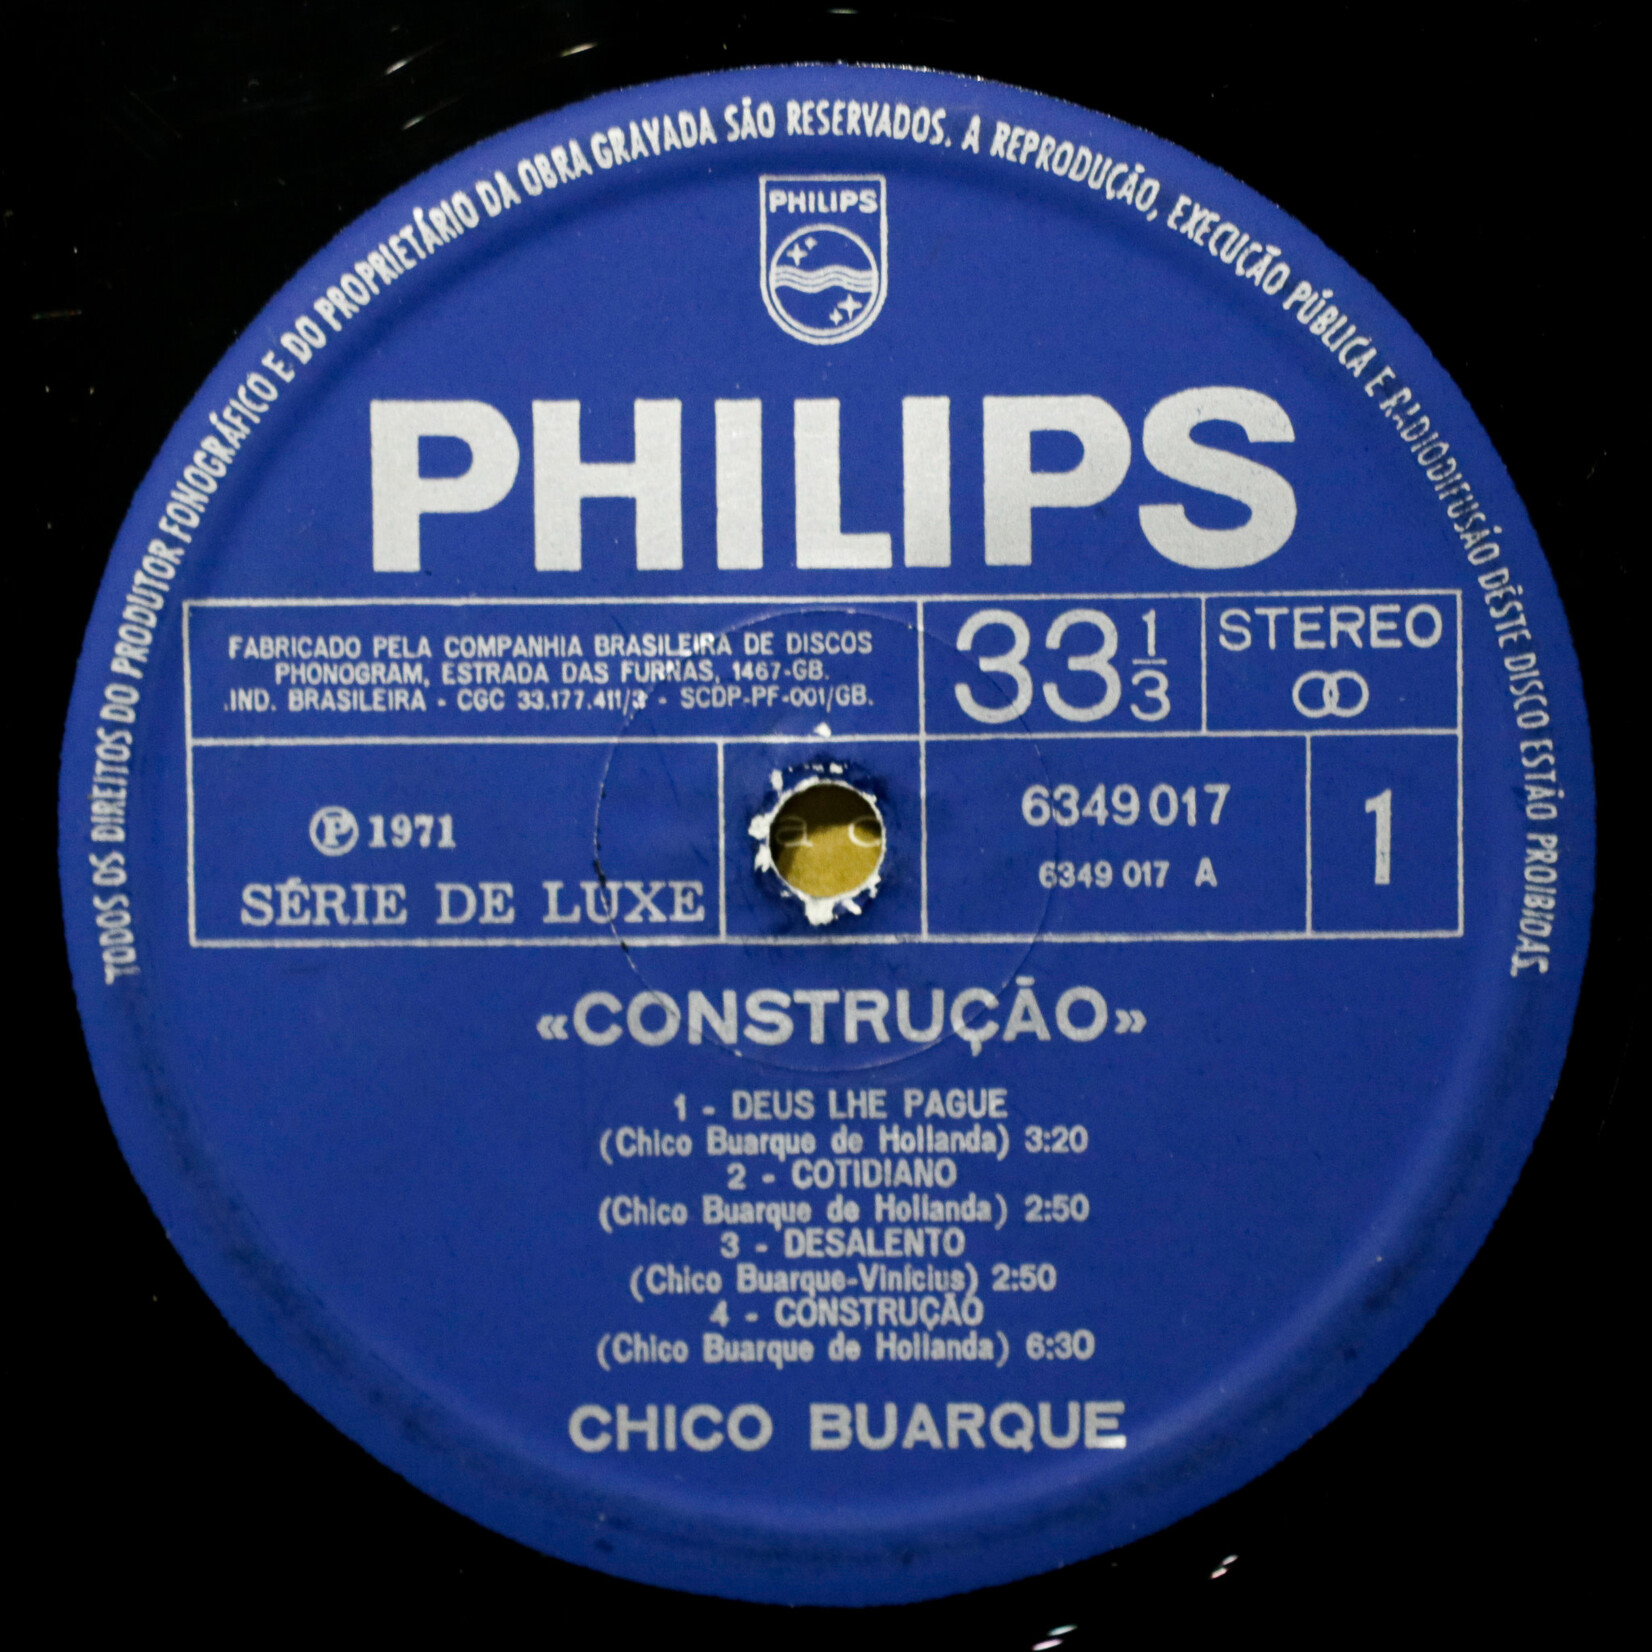 TODOS OS DIREITOS DO PRODUTOR FONOGRÁFICO E DO PROPRIETÁRIO DA OBRA GRAVADA SÃO RESERVADOS. A REPRODUÇÃO, EXECUÇÃO PÚBLICA E RADIODIFUSÃO DÊSTE DISCO ESTÃO PROIBIDAS.
PHILIPS
PHILIPS
FABRICADO PELA COMPANHIA BRASILEIRA DE DISCOS
PHONOGRAM, ESTRADA DAS FURNAS, 1467-GB.
.IND. BRASILEIRA - CGC 33.177.411/3 - SCDP-PF-001/GB.
33 1/3
STEREO
Ⓟ 1971
SÉRIE DE LUXE
6349 017
6349 017 A
1
«CONSTRUÇÃO»
1 - DEUS LHE PAGUE
(Chico Buarque de Hollanda) 3:20
2 - COTIDIANO
(Chico Buarque de Hollanda) 2:50
3 - DESALENTO
(Chico Buarque-Vinícius) 2:50
4 - CONSTRUÇÃO
(Chico Buarque de Hollanda) 6:30
CHICO BUARQUE